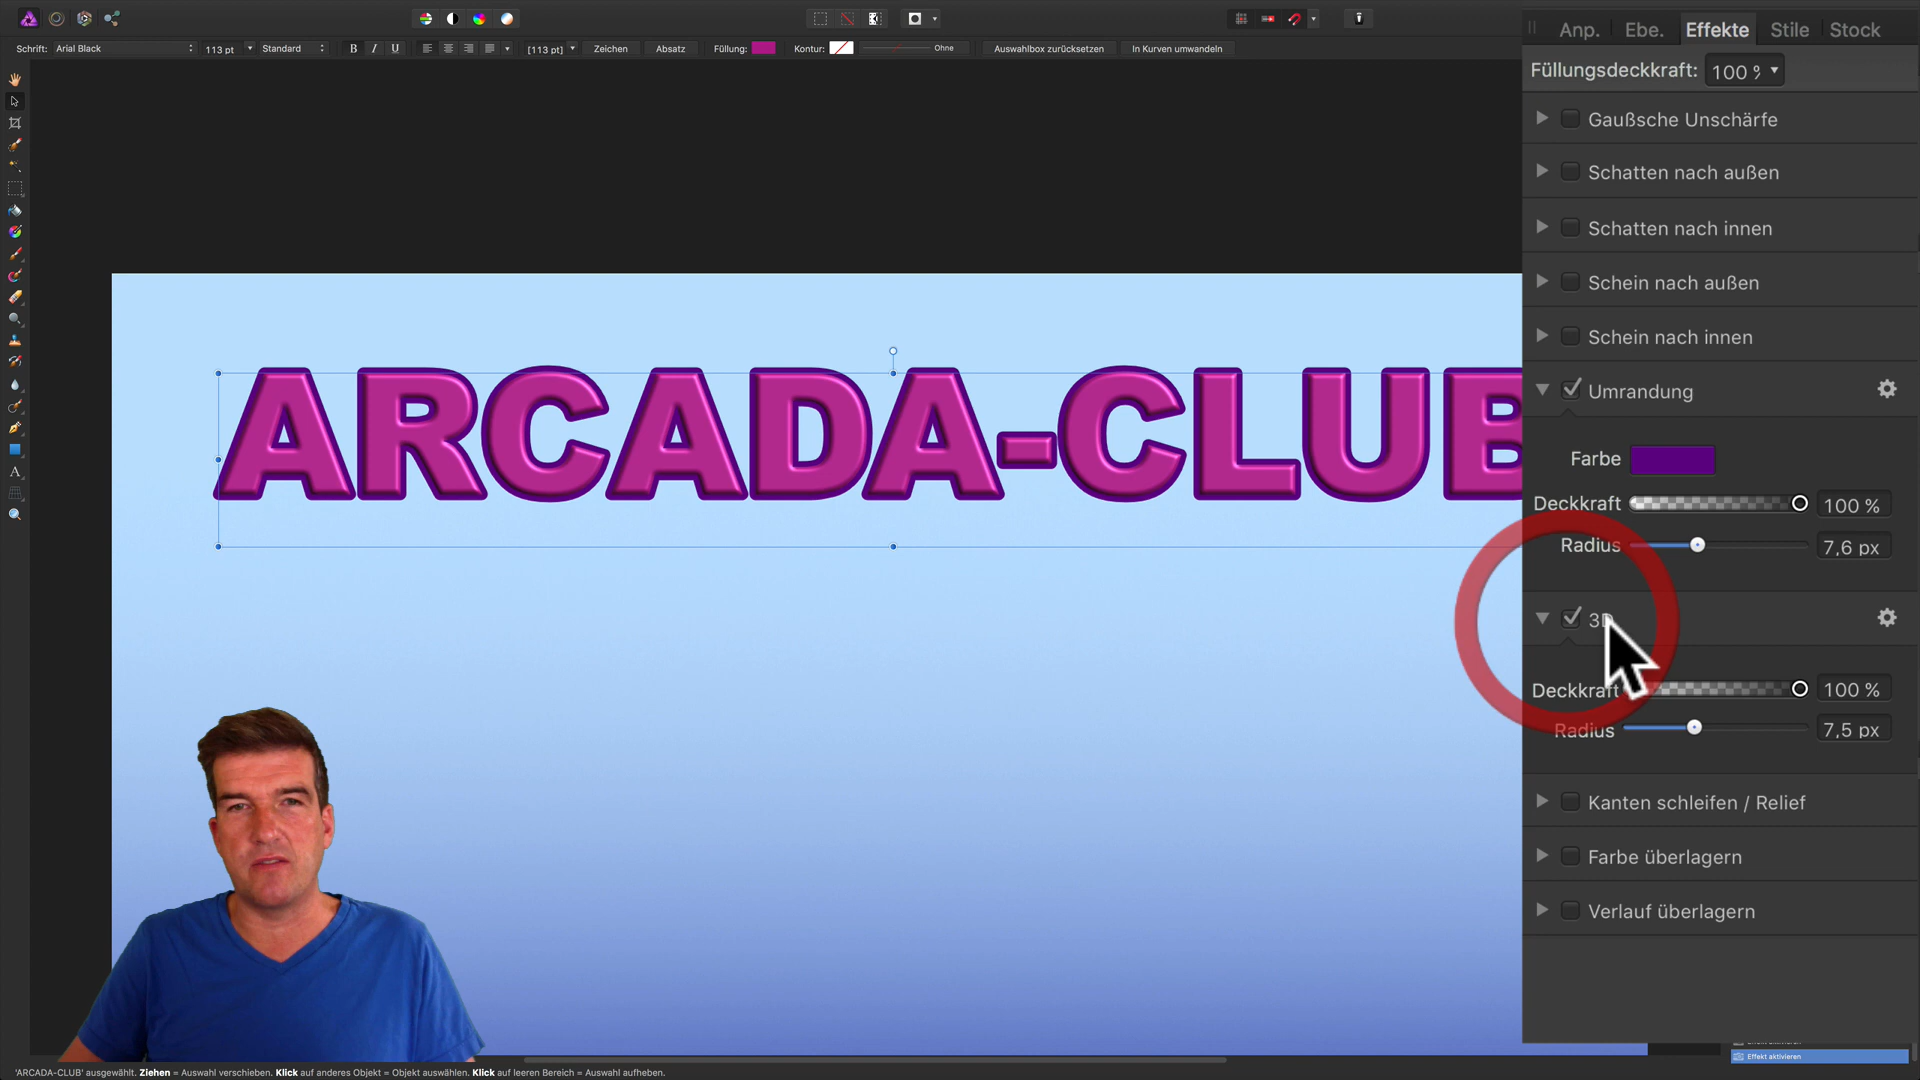 Anp. Ebe. Effekte Stile Stock
Schrift: Arial Black 113 pt Standard B I U [113 pt] Zeichen Absatz Füllung: Kontur: Ohne Auswahlbox zurücksetzen In Kurven umwandeln
Füllungsdeckkraft: 100 %
Gaußsche Unschärfe
Schatten nach außen
Schatten nach innen
Schein nach außen
Schein nach innen
Umrandung
ARCADA-CLUB
Farbe
Deckkraft 100 %
Radius 7,6 px
3D
Deckkraft 100 %
Radius 7,5 px
Kanten schleifen / Relief
Farbe überlagern
Verlauf überlagern
Effekt aktivieren
Effekt aktivieren
'ARCADA-CLUB' ausgewählt. Ziehen = Auswahl verschieben. Klick auf anderes Objekt = Objekt auswählen. Klick auf leeren Bereich = Auswahl aufheben.